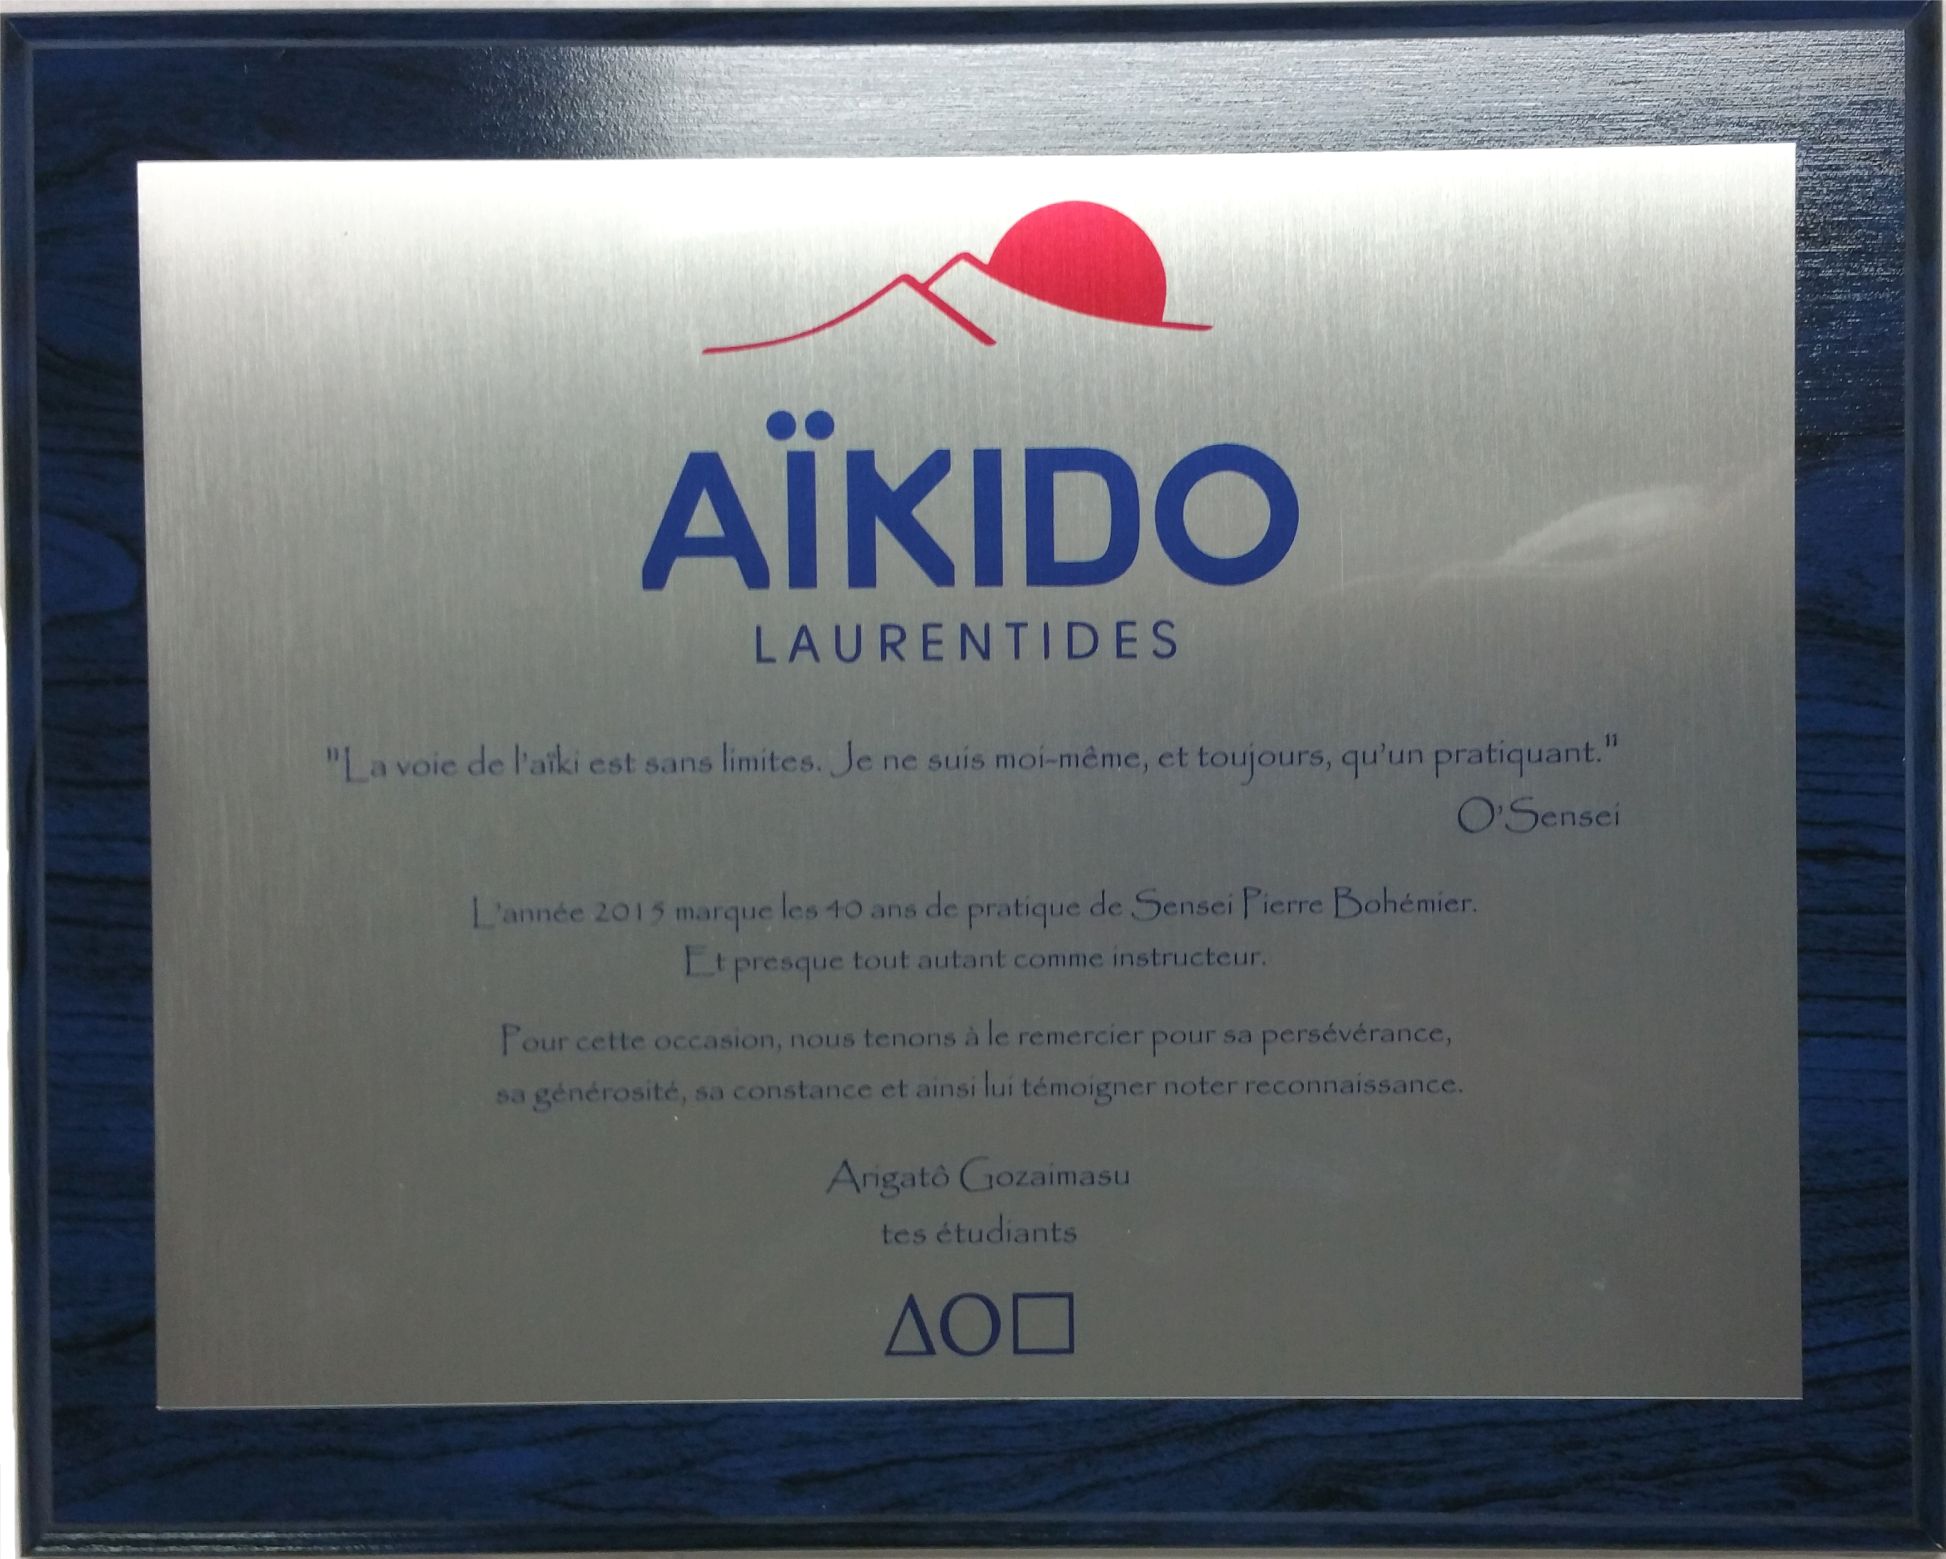 AÏKIDO
LAURENTIDES
"La voie de l'aïki est sans limites. Je ne suis moi-même, et toujours, qu'un pratiquant."
O'Sensei
L'année 2015 marque les 40 ans de pratique de Sensei Pierre Bohémier.
Et presque tout autant comme instructeur.
Pour cette occasion, nous tenons à le remercier pour sa persévérance,
sa générosité, sa constance et ainsi lui témoigner noter reconnaissance.
Arigatô Gozaimasu
tes étudiants